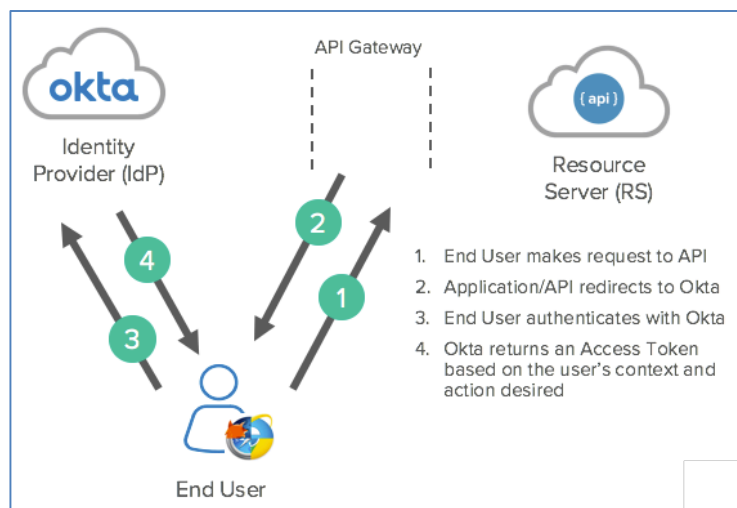 okta
Identity
Provider (IdP)
API Gateway
{ api }
Resource
Server (RS)
2
1
4
3
1. End User makes request to API
2. Application/API redirects to Okta
3. End User authenticates with Okta
4. Okta returns an Access Token
based on the user's context and
action desired
End User